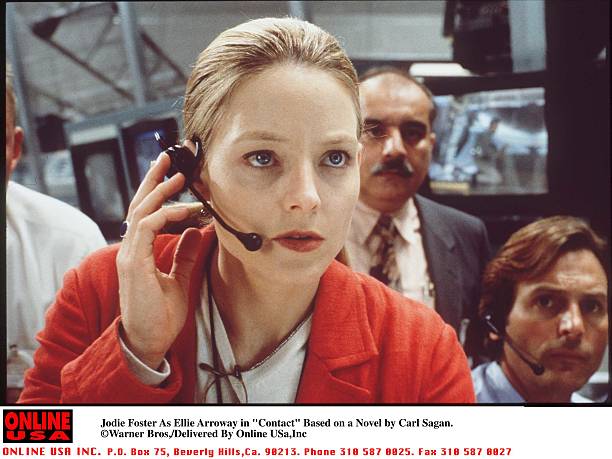 ONLINE
USA
Jodie Foster As Ellie Arroway in "Contact" Based on a Novel by Carl Sagan.
©Warner Bros./Delivered By Online USa,Inc
ONLINE USA INC. P.O. Box 75, Beverly Hills,Ca. 90213. Phone 310 587 0025. Fax 310 587 0027